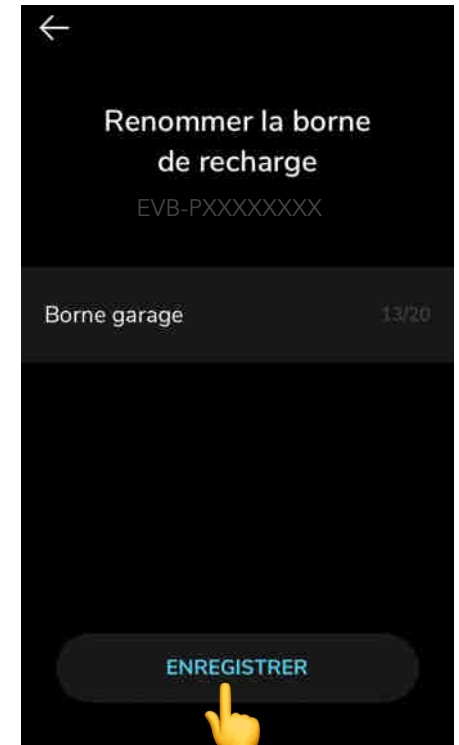 Renommer la borne
de recharge
EVB-PXXXXXXXX
Borne garage 13/20
ENREGISTRER